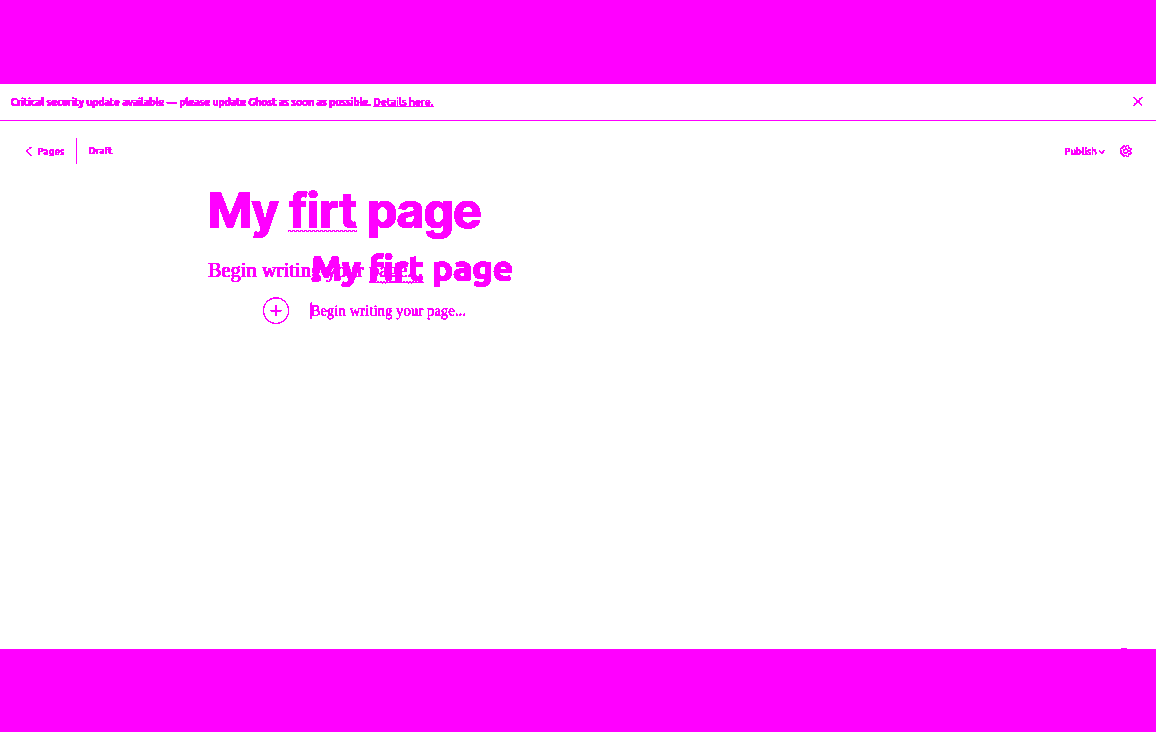 Critical security update available — please update Ghost as soon as possible. Details here.
Pages
Draft
Publish
My firt page
Begin writing your page...
My firt page
Begin writing your page...